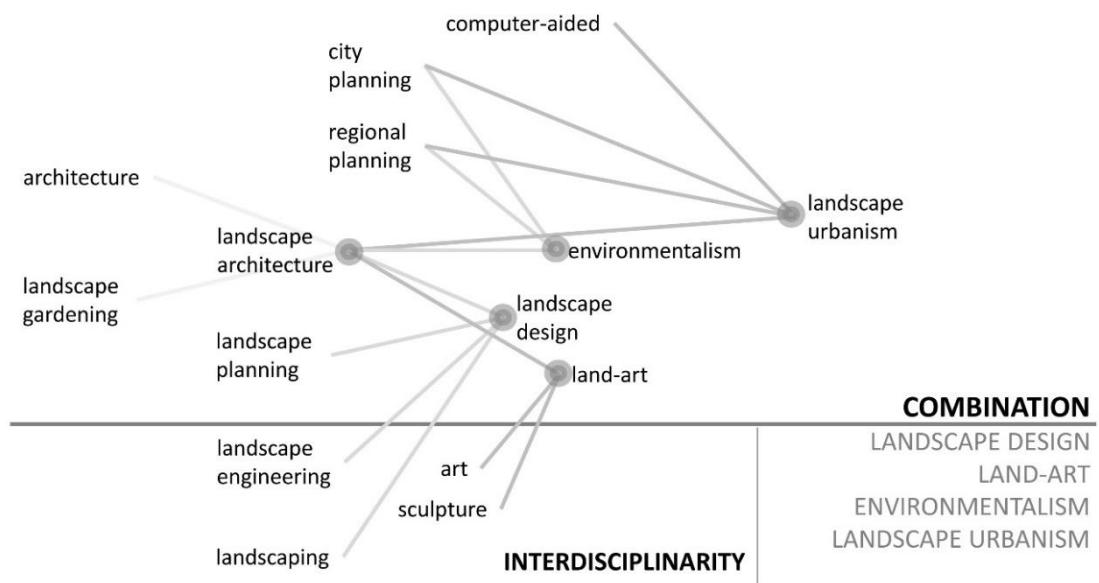 computer-aided
city
planning
regional
planning
architecture
landscape
urbanism
landscape
architecture
environmentalism
landscape
gardening
landscape
design
landscape
planning
land-art
COMBINATION
LANDSCAPE DESIGN
LAND-ART
ENVIRONMENTALISM
LANDSCAPE URBANISM
landscape
engineering
art
sculpture
landscaping
INTERDISCIPLINARITY